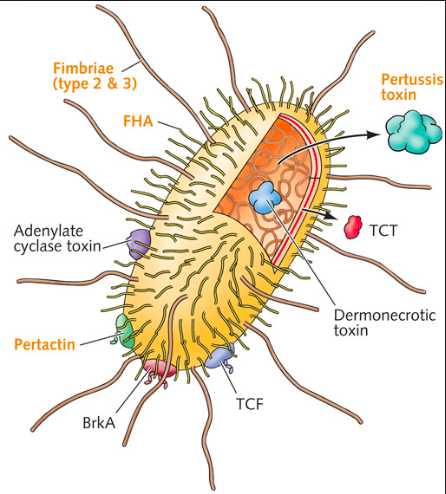 Fimbriae
(type 2 & 3)
Pertussis
toxin
FHA
TCT
Adenylate
cyclase toxin
Dermonecrotic
toxin
Pertactin
TCF
BrkA